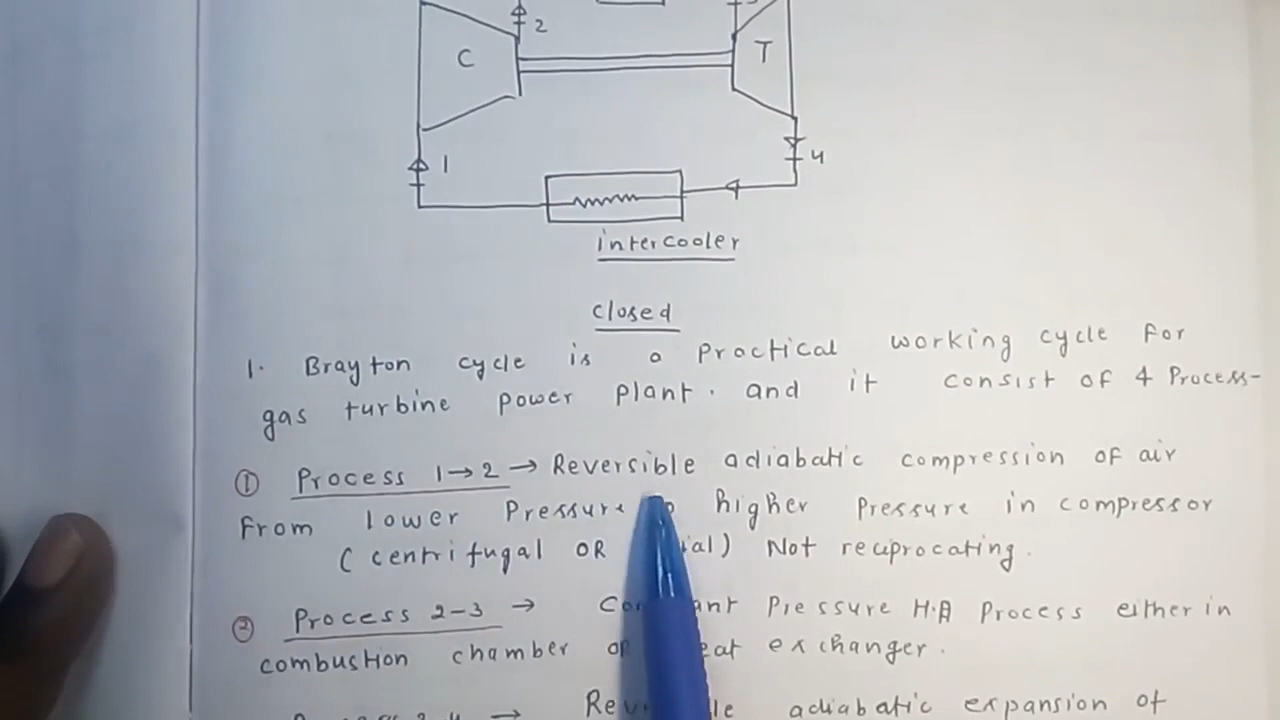 2
C
T
1
4
intercooler
closed
1. Brayton cycle is a practical working cycle for
gas turbine power plant. and it consist of 4 Process-
① Process 1→2 → Reversible adiabatic compression of air
From lower Pressure higher Pressure in compressor
( centrifugal OR Not reciprocating.
② Process 2-3 → Pressure H.A Process either in
combustion chamber exchanger.
→ adiabatic expansion of